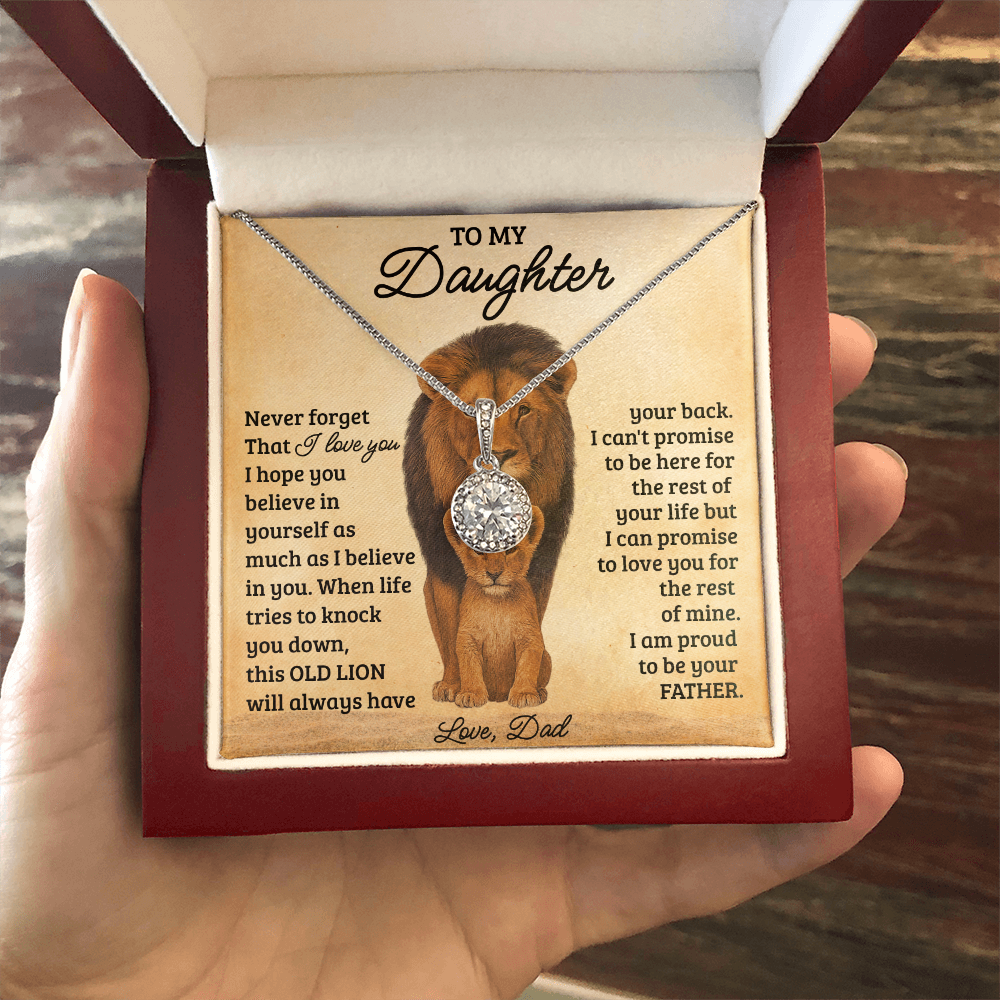 TO MY
Daughter
Never forget
That I love you
I hope you
believe in
yourself as
much as I believe
in you. When life
tries to knock
you down,
this OLD LION
will always have
your back.
I can't promise
to be here for
the rest of
your life but
I can promise
to love you for
the rest
of mine.
I am proud
to be your
FATHER.
Love, Dad